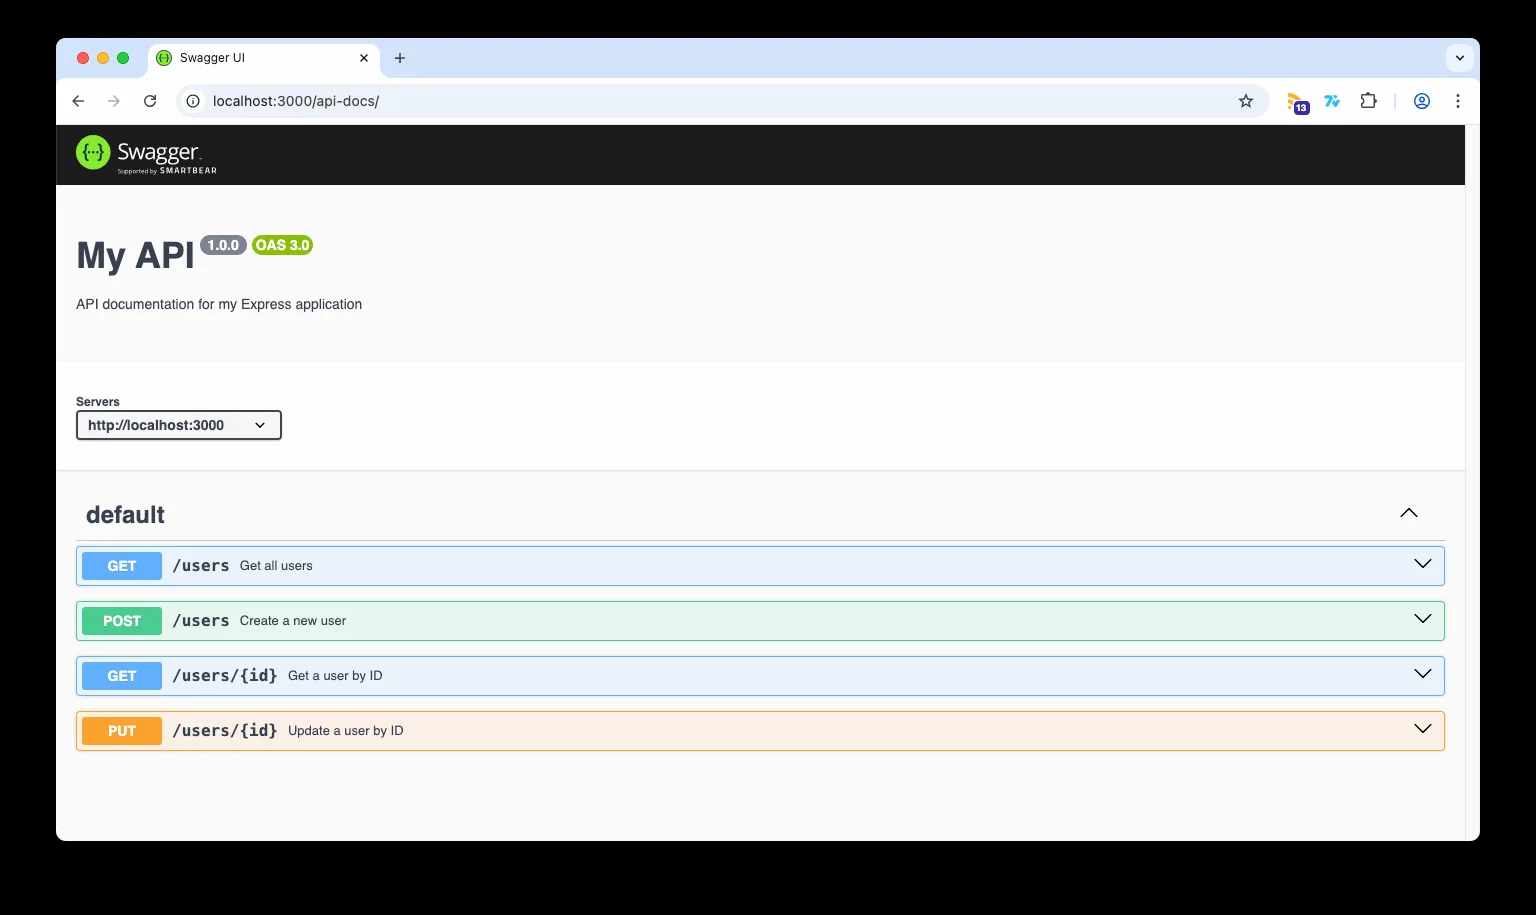 Swagger UI
localhost:3000/api-docs/
13
{···} Swagger
Supported by SMARTBEAR
My API 1.0.0 OAS 3.0
API documentation for my Express application
Servers
http://localhost:3000
default
GET /users Get all users
POST /users Create a new user
GET /users/{id} Get a user by ID
PUT /users/{id} Update a user by ID